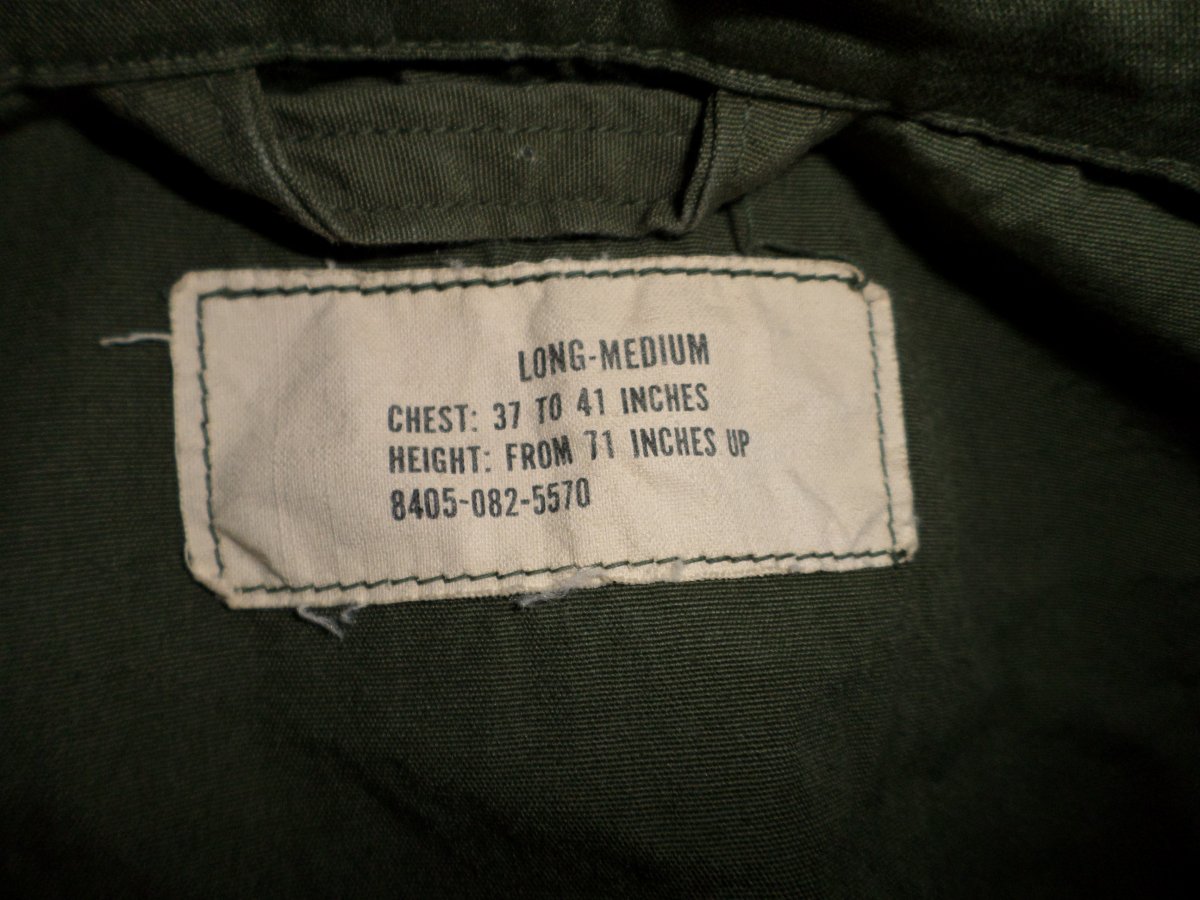 LONG-MEDIUM
CHEST: 37 TO 41 INCHES
HEIGHT: FROM 71 INCHES UP
8405-082-5570